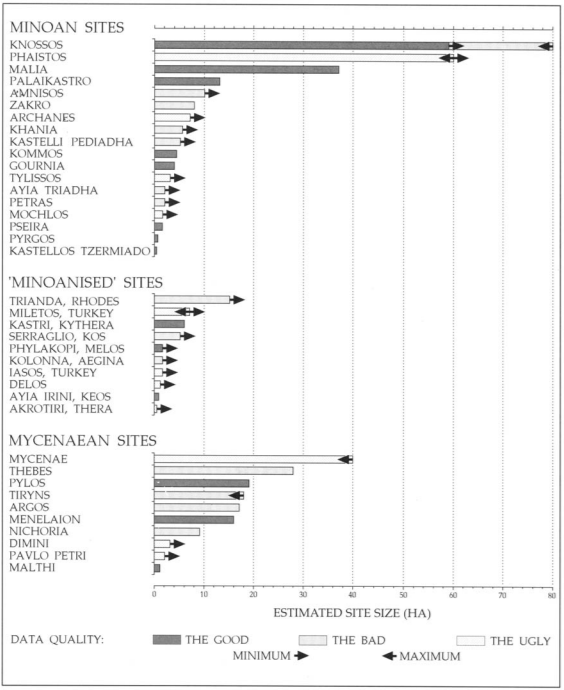 MINOAN SITES
KNOSSOS
PHAISTOS
MALIA
PALAIKASTRO
AMNISOS
ZAKRO
ARCHANES
KHANIA
KASTELLI PEDIADHA
KOMMOS
GOURNIA
TYLISSOS
AYIA TRIADHA
PETRAS
MOCHLOS
PSEIRA
PYRGOS
KASTELLOS TZERMIADO
'MINOANISED' SITES
TRIANDA, RHODES
MILETOS, TURKEY
KASTRI, KYTHERA
SERRAGLIO, KOS
PHYLAKOPI, MELOS
KOLONNA, AEGINA
IASOS, TURKEY
DELOS
AYIA IRINI, KEOS
AKROTIRI, THERA
MYCENAEAN SITES
MYCENAE
THEBES
PYLOS
TIRYNS
ARGOS
MENELAION
NICHORIA
DIMINI
PAVLO PETRI
MALTHI
0 10 20 30 40 50 60 70 80
ESTIMATED SITE SIZE (HA)
DATA QUALITY: THE GOOD THE BAD THE UGLY
MINIMUM MAXIMUM